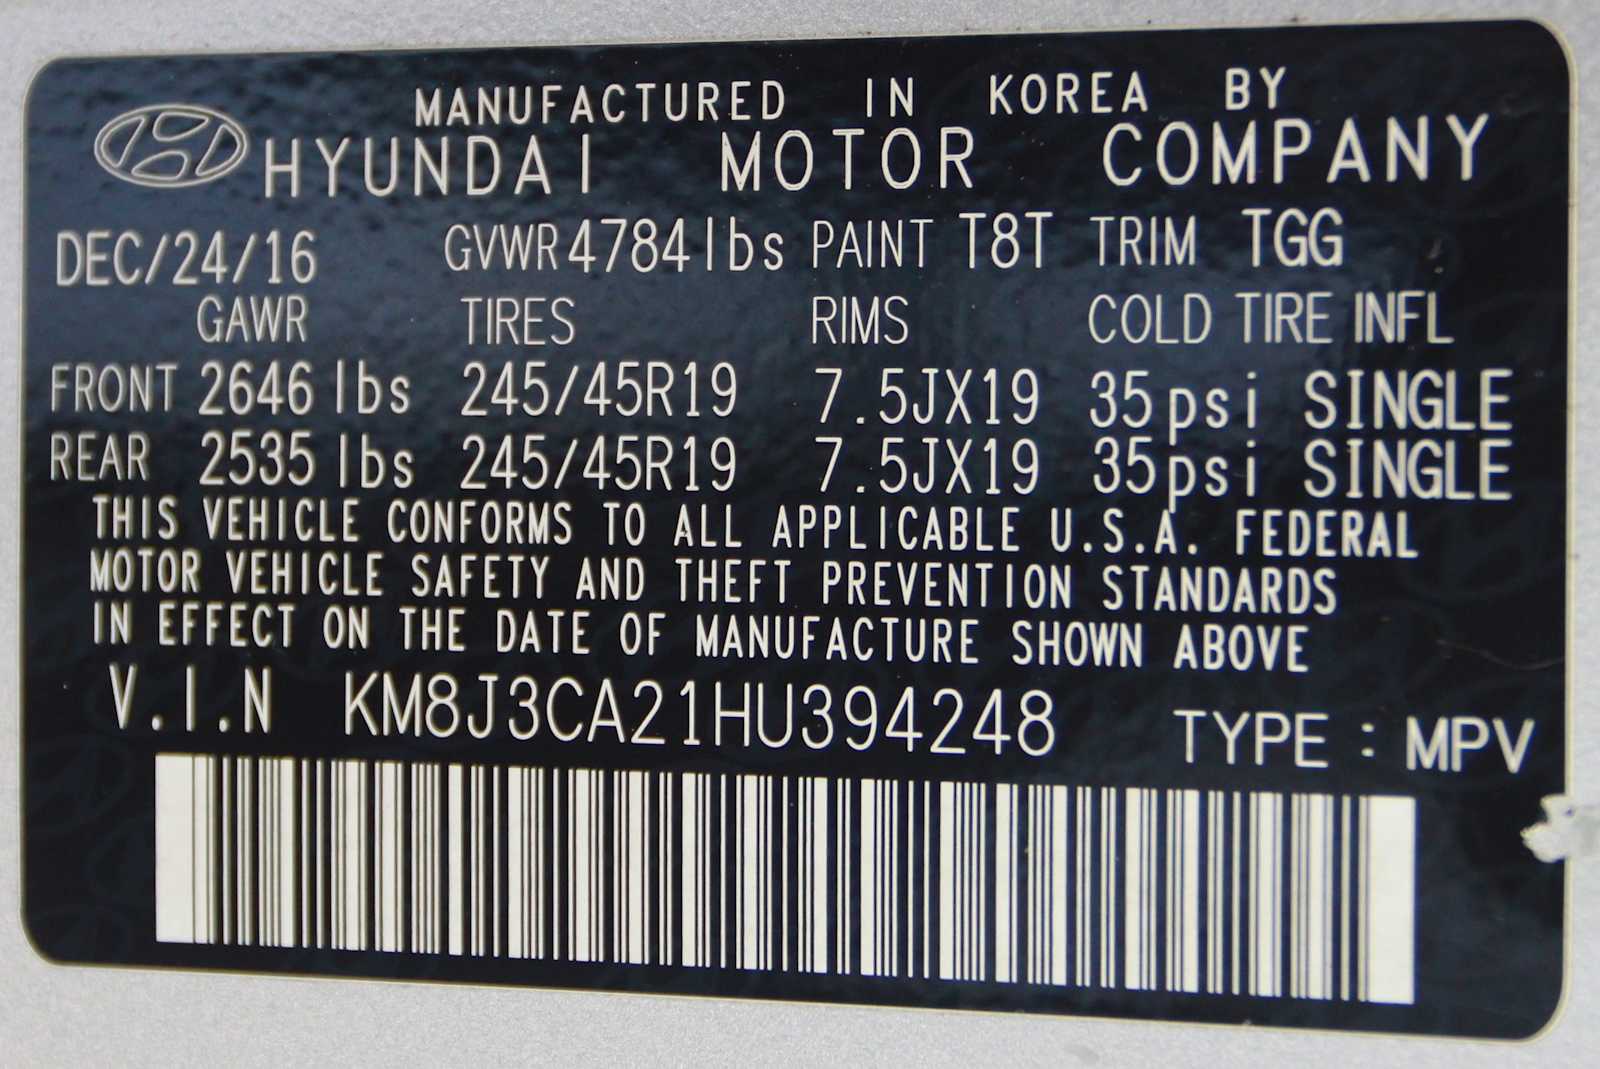 MANUFACTURED IN KOREA BY
HYUNDAI MOTOR COMPANY
DEC/24/16 GVWR 4784lbs PAINT T8T TRIM TGG
GAWR TIRES RIMS COLD TIRE INFL
FRONT 2646 lbs 245/45R19 7.5JX19 35psi SINGLE
REAR 2535 lbs 245/45R19 7.5JX19 35psi SINGLE
THIS VEHICLE CONFORMS TO ALL APPLICABLE U.S.A. FEDERAL
MOTOR VEHICLE SAFETY AND THEFT PREVENTION STANDARDS
IN EFFECT ON THE DATE OF MANUFACTURE SHOWN ABOVE
V.I.N KM8J3CA21HU394248 TYPE : MPV